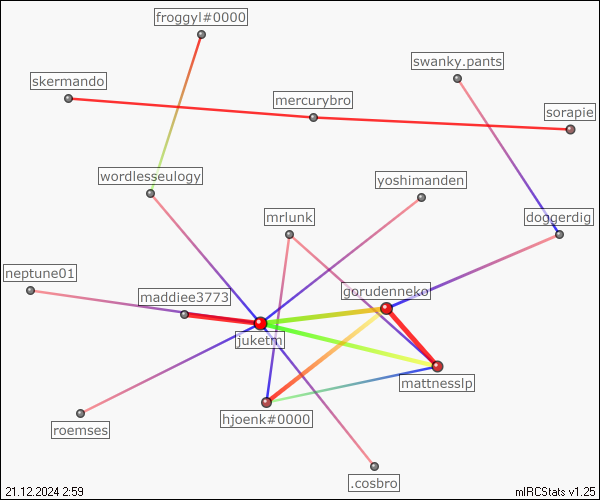 froggyl#0000
swanky.pants
skermando
mercurybro
sorapie
wordlesseulogy
yoshimanden
mrlunk
doggerdig
neptune01
maddiee3773
gorudenneko
juketm
mattnesslp
hjoenk#0000
roemses
.cosbro
21.12.2024 2:59
mIRCStats v1.25